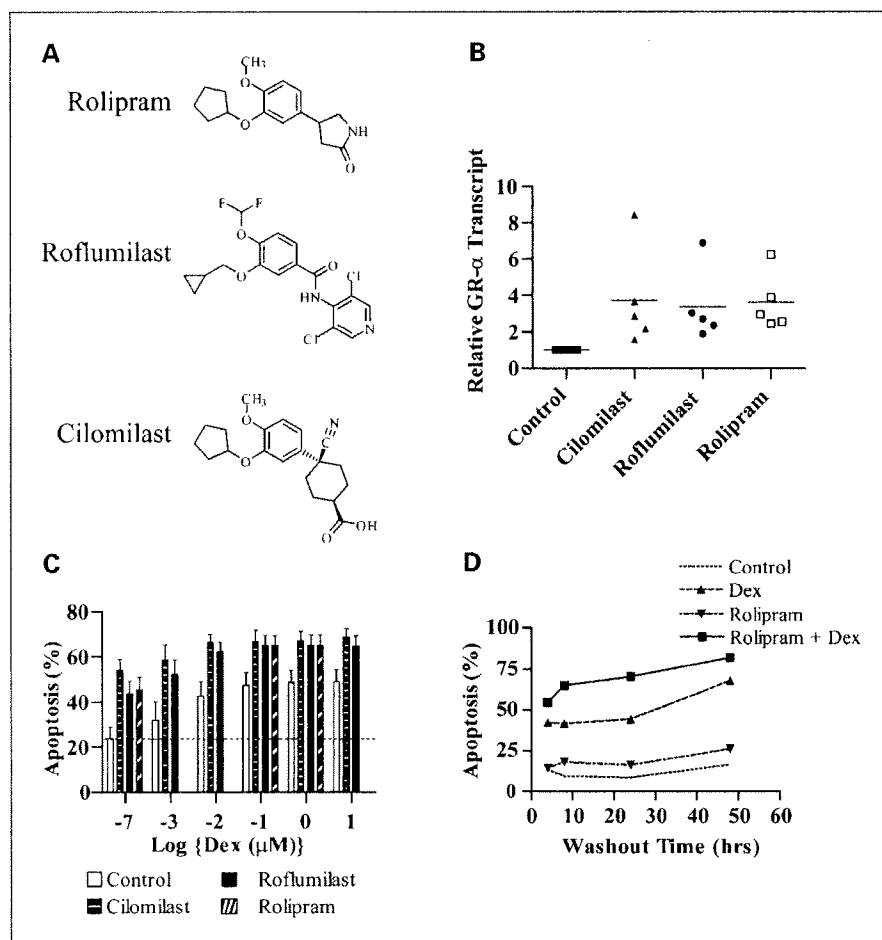 A
Rolipram
CH₃
O
O
NH
O
Roflumilast
F
F
O
O
O
HN
Cl
Cl
N
Cilomilast
CH₃
O
O
N
O
OH
B
Relative GR-α Transcript
10
8
6
4
2
0
Control
Cilomilast
Roflumilast
Rolipram
C
Apoptosis (%)
80
60
40
20
0
-7 -3 -2 -1 0 1
Log {Dex (μM)}
Control
Roflumilast
Cilomilast
Rolipram
D
Control
Dex
Rolipram
Rolipram + Dex
Apoptosis (%)
100
75
50
25
0
0 10 20 30 40 50 60
Washout Time (hrs)